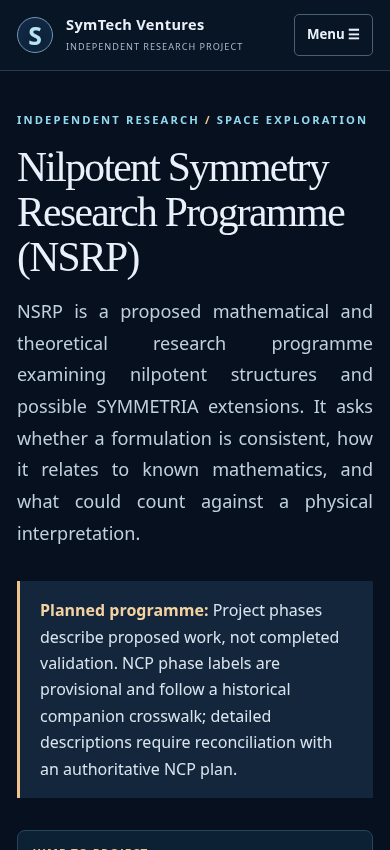 S
SymTech Ventures
INDEPENDENT RESEARCH PROJECT
Menu ☰
INDEPENDENT RESEARCH / SPACE EXPLORATION
Nilpotent Symmetry
Research Programme
(NSRP)
NSRP is a proposed mathematical and
theoretical research programme
examining nilpotent structures and
possible SYMMETRIA extensions. It asks
whether a formulation is consistent, how
it relates to known mathematics, and
what could count against a physical
interpretation.
Planned programme: Project phases
describe proposed work, not completed
validation. NCP phase labels are
provisional and follow a historical
companion crosswalk; detailed
descriptions require reconciliation with
an authoritative NCP plan.